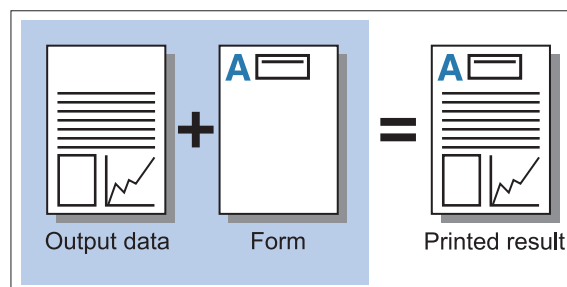 A
A
Output data + Form = Printed result